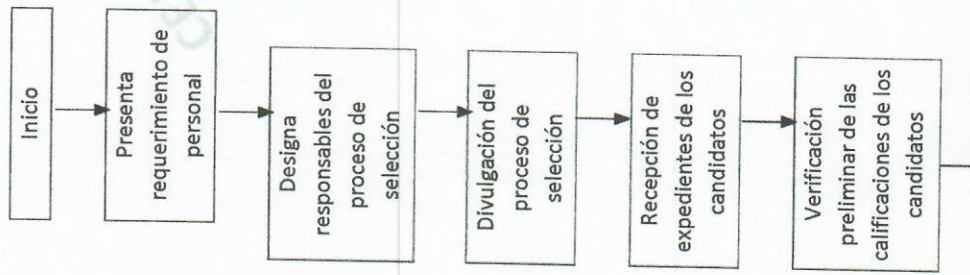 Inicio
Presenta
requerimiento de
personal
Designa
responsables del
proceso de
selección
Divulgación del
proceso de
selección
Recepción de
expedientes de los
candidatos
Verificación
preliminar de las
calificaciones de los
candidatos